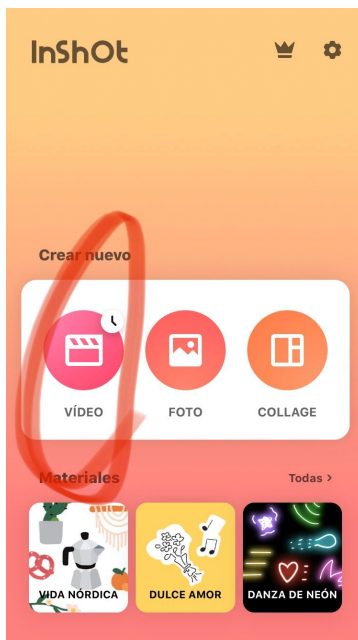 InShOt
Crear nuevo
VÍDEO
FOTO
COLLAGE
Materiales
Todas >
VIDA NÓRDICA
DULCE AMOR
DANZA DE NEÓN